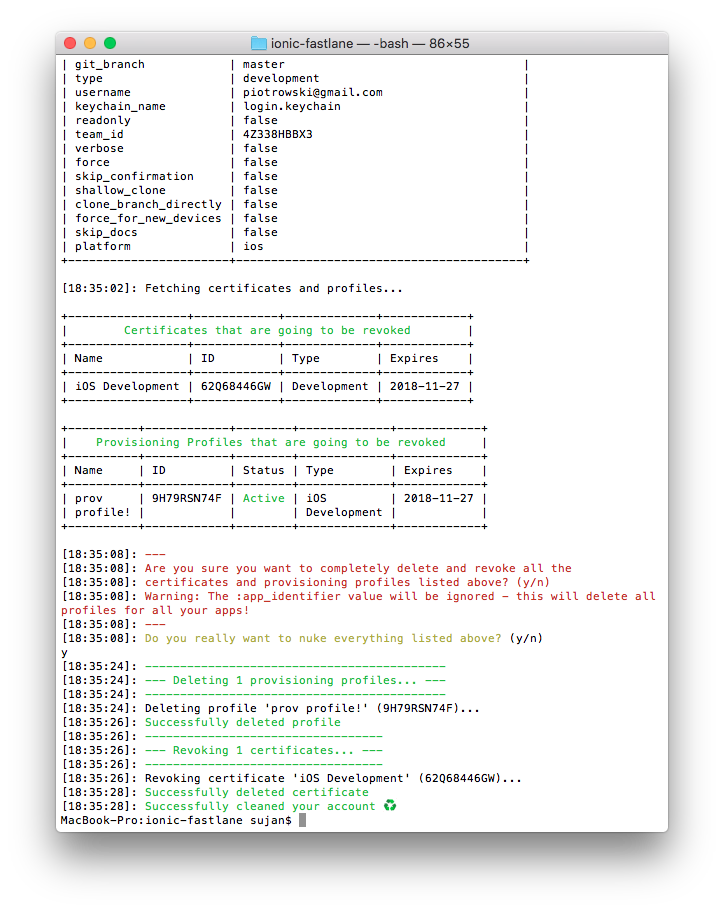 ionic-fastlane — -bash — 86×55
| git_branch            | master                                  |
| type                  | development                             |
| username              | piotrowski@gmail.com                    |
| keychain_name         | login.keychain                          |
| readonly              | false                                   |
| team_id               | 4Z338HBBX3                              |
| verbose               | false                                   |
| force                 | false                                   |
| skip_confirmation     | false                                   |
| shallow_clone         | false                                   |
| clone_branch_directly | false                                   |
| force_for_new_devices | false                                   |
| skip_docs             | false                                   |
| platform              | ios                                     |
+-----------------------+-----------------------------------------+
[18:35:02]: Fetching certificates and profiles...
+-----------------+------------+-------------+------------+
|        Certificates that are going to be revoked        |
+-----------------+------------+-------------+------------+
| Name            | ID         | Type        | Expires    |
+-----------------+------------+-------------+------------+
| iOS Development | 62Q68446GW | Development | 2018-11-27 |
+-----------------+------------+-------------+------------+
+----------+------------+--------+-------------+------------+
|    Provisioning Profiles that are going to be revoked     |
+----------+------------+--------+-------------+------------+
| Name     | ID         | Status | Type        | Expires    |
+----------+------------+--------+-------------+------------+
| prov     | 9H79RSN74F | Active | iOS         | 2018-11-27 |
| profile! |            |        | Development |            |
+----------+------------+--------+-------------+------------+
[18:35:08]: ---
[18:35:08]: Are you sure you want to completely delete and revoke all the
[18:35:08]: certificates and provisioning profiles listed above? (y/n)
[18:35:08]: Warning: The :app_identifier value will be ignored - this will delete all
profiles for all your apps!
[18:35:08]: ---
[18:35:08]: Do you really want to nuke everything listed above? (y/n)
y
[18:35:24]: -------------------------------------------
[18:35:24]: --- Deleting 1 provisioning profiles... ---
[18:35:24]: -------------------------------------------
[18:35:24]: Deleting profile 'prov profile!' (9H79RSN74F)...
[18:35:26]: Successfully deleted profile
[18:35:26]: ----------------------------------
[18:35:26]: --- Revoking 1 certificates... ---
[18:35:26]: ----------------------------------
[18:35:26]: Revoking certificate 'iOS Development' (62Q68446GW)...
[18:35:28]: Successfully deleted certificate
[18:35:28]: Successfully cleaned your account ♻️
MacBook-Pro:ionic-fastlane sujan$